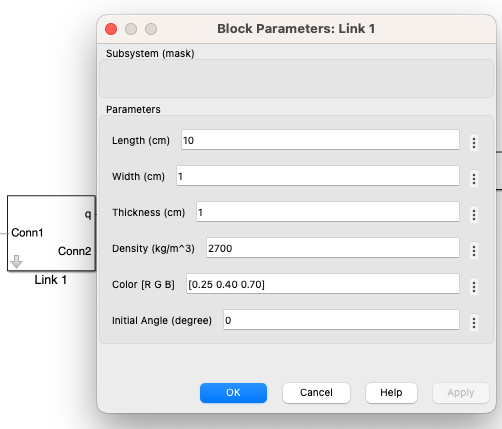 Block Parameters: Link 1
Subsystem (mask)
Parameters
Length (cm) 10
Width (cm) 1
Thickness (cm) 1
Density (kg/m^3) 2700
Color [R G B] [0.25 0.40 0.70]
Initial Angle (degree) 0
OK Cancel Help Apply
q
Conn1
Conn2
Link 1